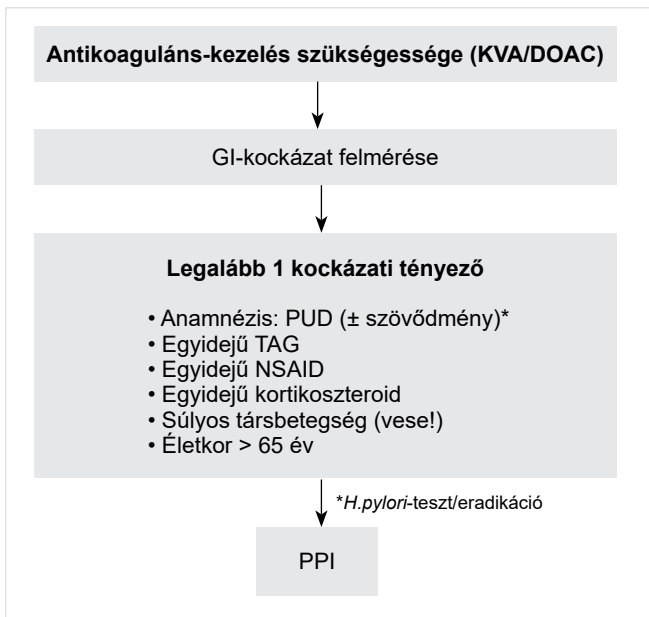 Antikoaguláns-kezelés szükségessége (KVA/DOAC)
GI-kockázat felmérése
Legalább 1 kockázati tényező
• Anamnézis: PUD (± szövődmény)*
• Egyidejű TAG
• Egyidejű NSAID
• Egyidejű kortikoszteroid
• Súlyos társbetegség (vese!)
• Életkor > 65 év
*H.pylori-teszt/eradikáció
PPI